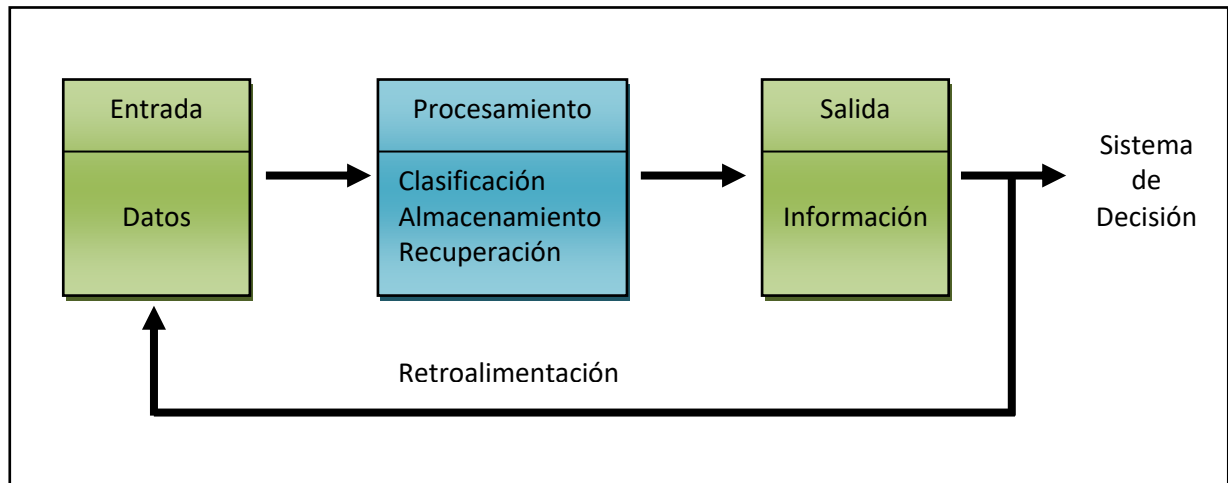 Entrada
Datos
Procesamiento
Clasificación
Almacenamiento
Recuperación
Salida
Información
Sistema
de
Decisión
Retroalimentación